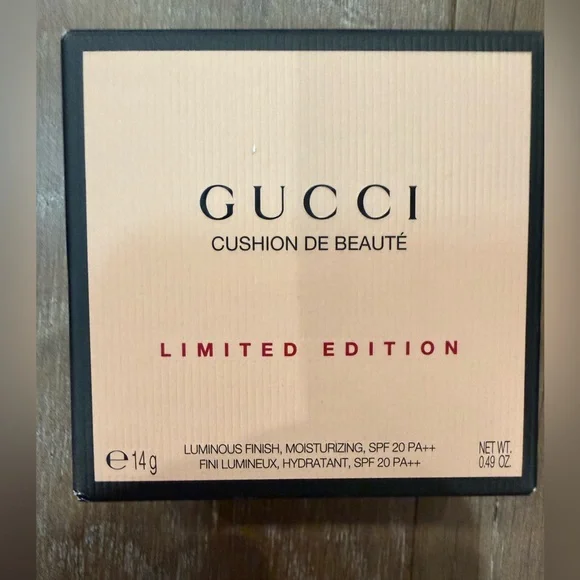 GUCCI
CUSHION DE BEAUTÉ
LIMITED EDITION
LUMINOUS FINISH, MOISTURIZING, SPF 20 PA++
FINI LUMINEUX, HYDRATANT, SPF 20 PA++
℮14g
NET WT.
0.49 OZ.